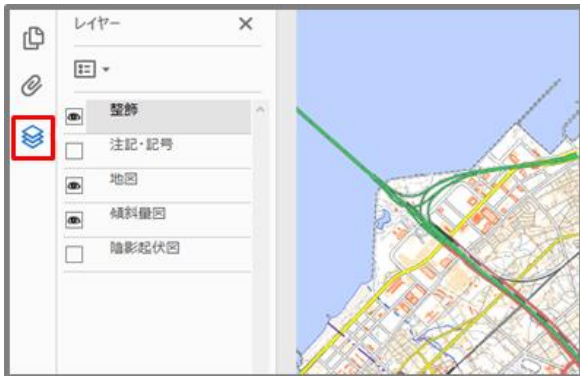 レイヤー
整飾
注記・記号
地図
傾斜量図
陰影起伏図